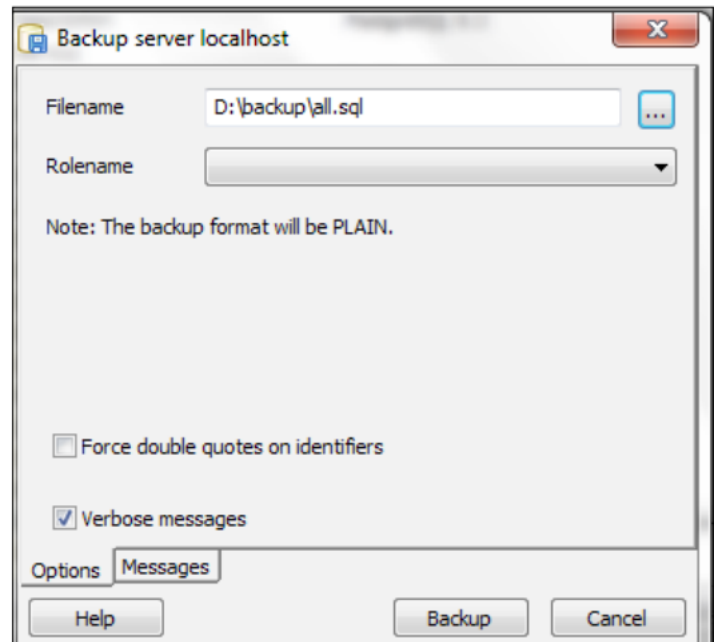 Backup server localhost
Filename D:\backup\all.sql ...
Rolename
Note: The backup format will be PLAIN.
Force double quotes on identifiers
Verbose messages
Options Messages
Help Backup Cancel